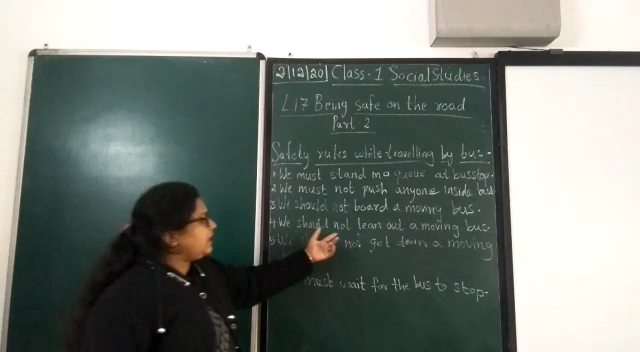 2|12|20| Class-1 Social Studies
L17 Being safe on the road
Part 2
Safety rules while travelling by bus-
1 We must stand in a queue at busstop.
2 We must not push anyone inside bus
3 We should not board a moving bus.
4 We should not lean out a moving bus.
5 We not get down a moving
must wait for the bus to stop.